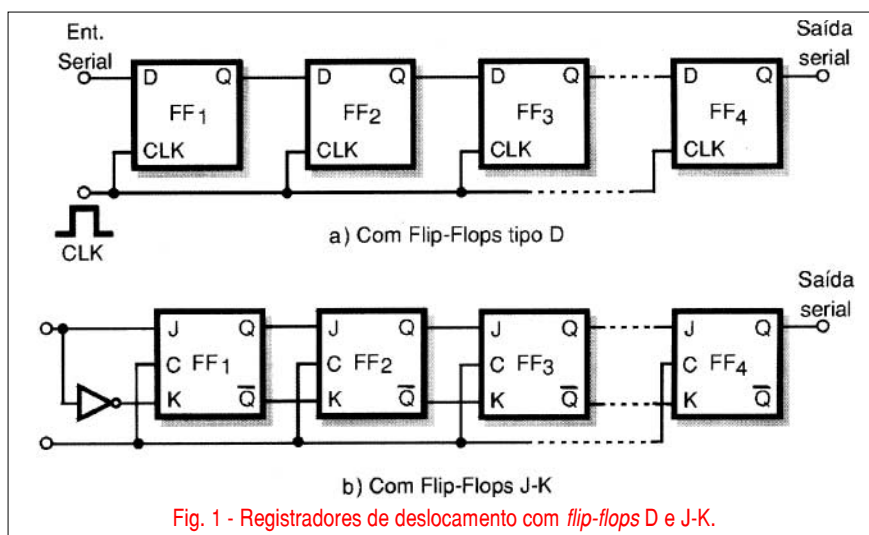 Ent.
Serial
Saída
serial
D Q D Q D Q D Q
FF1 FF2 FF3 FF4
CLK CLK CLK CLK
CLK
a) Com Flip-Flops tipo D
Saída
serial
J Q J Q J Q J Q
C FF1 C FF2 C FF3 C FF4
K Q̅ K Q̅ K Q̅ K Q̅
b) Com Flip-Flops J-K
Fig. 1 - Registradores de deslocamento com flip-flops D e J-K.